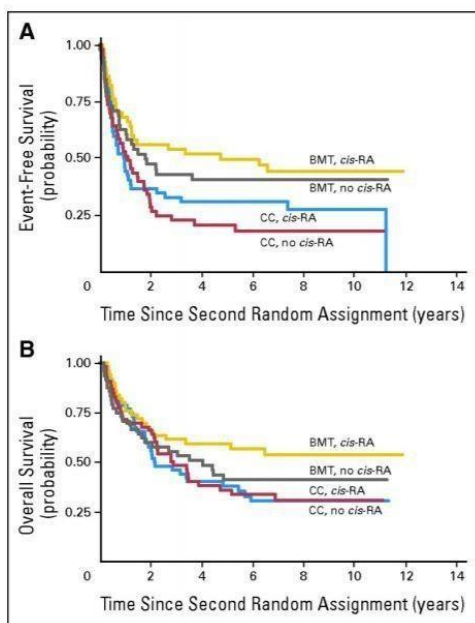 A
1.00
0.75
0.50
0.25
Event-Free Survival
(probability)
BMT, cis-RA
BMT, no cis-RA
CC, cis-RA
CC, no cis-RA
0 2 4 6 8 10 12 14
Time Since Second Random Assignment (years)
B
1.00
0.75
0.50
0.25
Overall Survival
(probability)
BMT, cis-RA
BMT, no cis-RA
CC, cis-RA
CC, no cis-RA
0 2 4 6 8 10 12 14
Time Since Second Random Assignment (years)